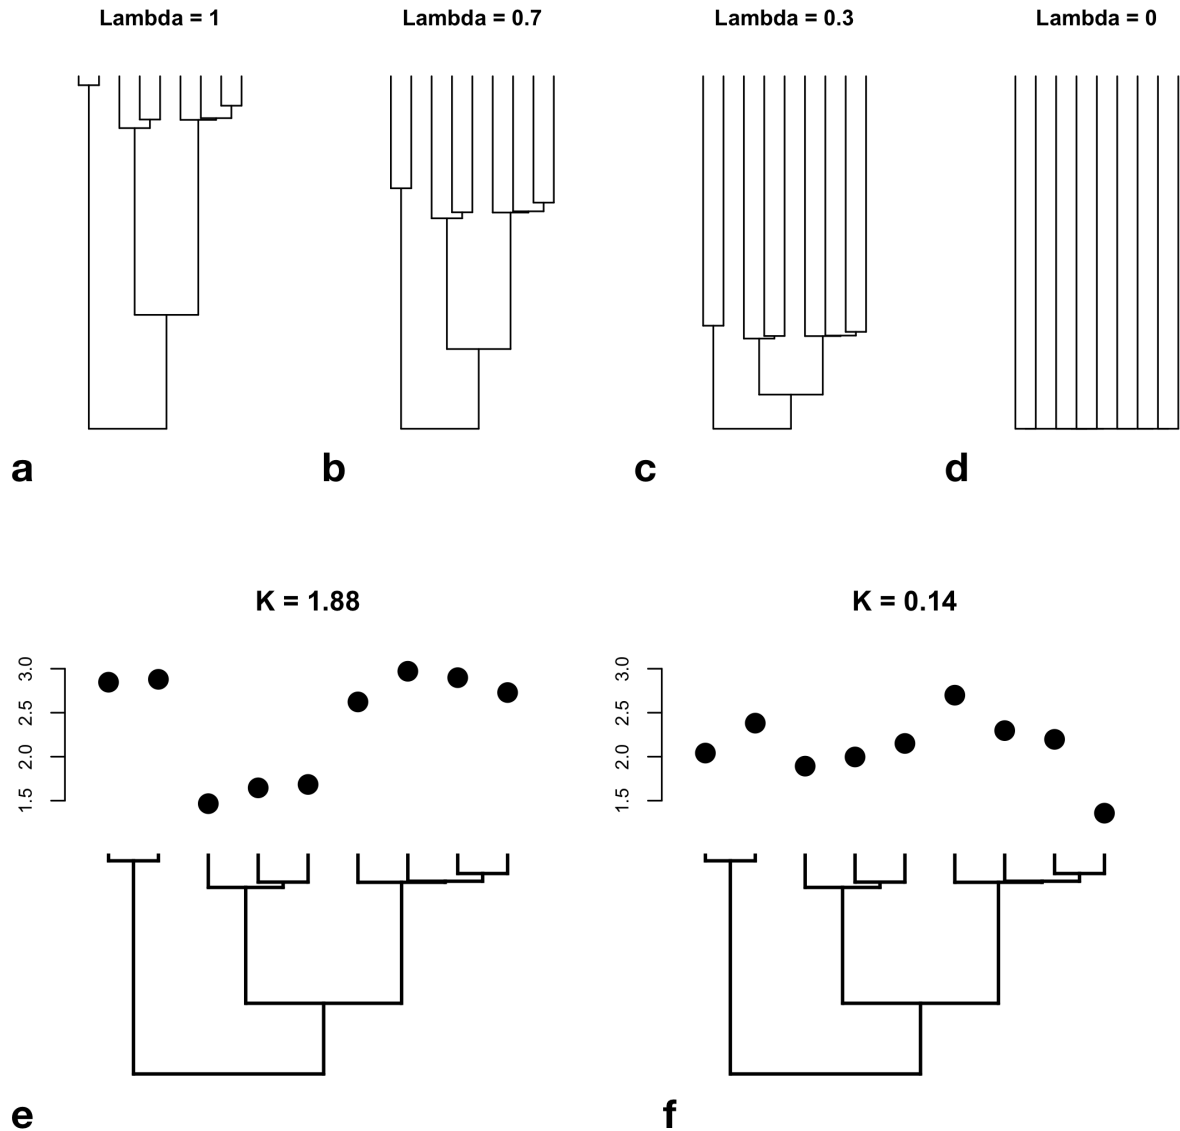 Lambda = 1
Lambda = 0.7
Lambda = 0.3
Lambda = 0
a
b
c
d
K = 1.88
K = 0.14
3.0
2.5
2.0
1.5
3.0
2.5
2.0
1.5
e
f